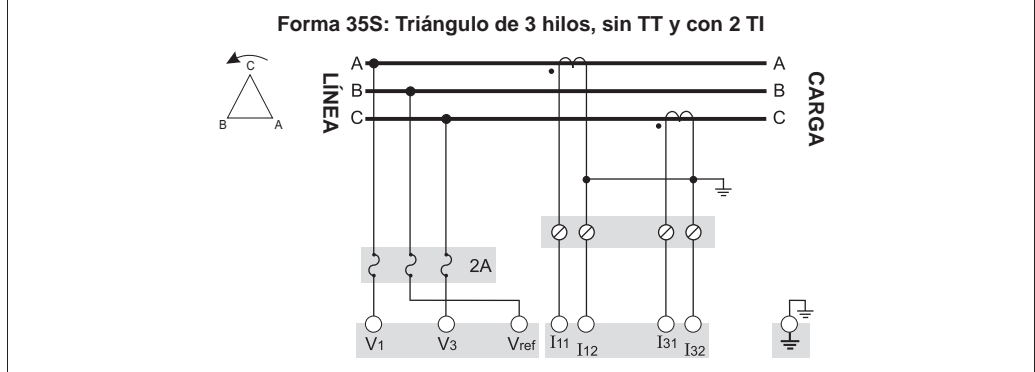 Forma 35S: Triángulo de 3 hilos, sin TT y con 2 TI
C
B A
LÍNEA
A A
B B
C C
CARGA
2A
V1 V3 Vref I11 I12 I31 I32